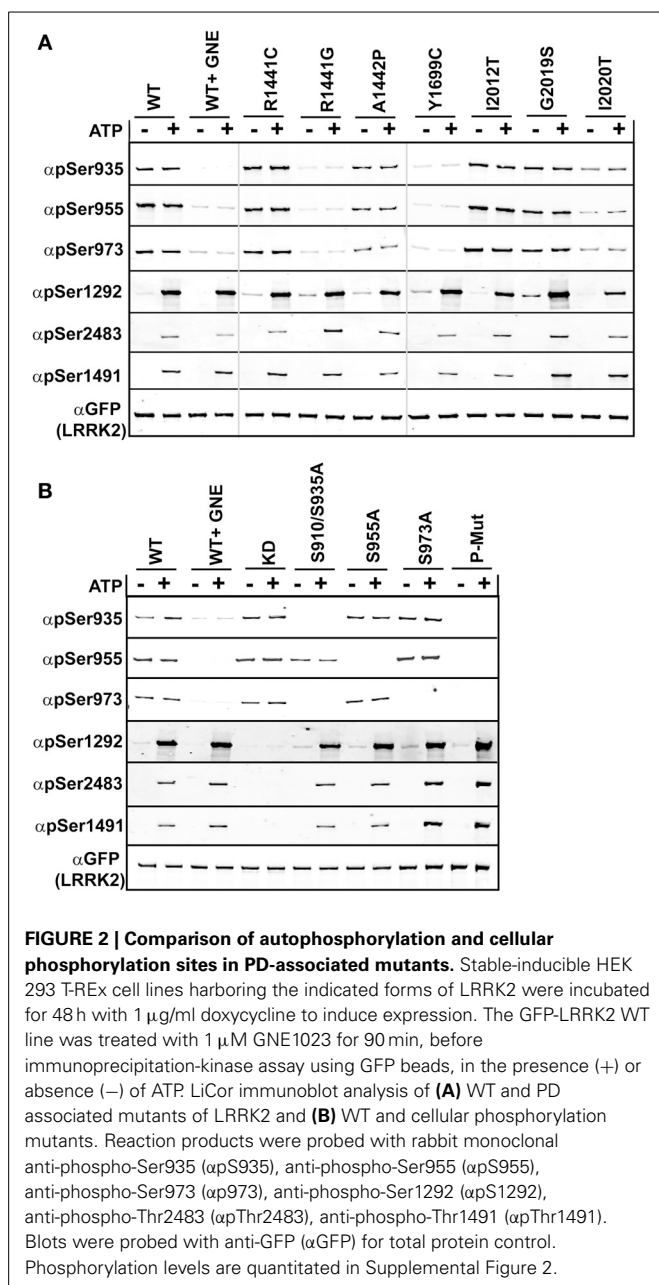 A
WT
WT+ GNE
R1441C
R1441G
A1442P
Y1699C
I2012T
G2019S
I2020T
ATP - + - + - + - + - + - + - + - + - +
αpSer935
αpSer955
αpSer973
αpSer1292
αpSer2483
αpSer1491
αGFP
(LRRK2)
B
WT
WT+ GNE
KD
S910/S935A
S955A
S973A
P-Mut
ATP - + - + - + - + - + - + - +
αpSer935
αpSer955
αpSer973
αpSer1292
αpSer2483
αpSer1491
αGFP
(LRRK2)
FIGURE 2 | Comparison of autophosphorylation and cellular
phosphorylation sites in PD-associated mutants. Stable-inducible HEK
293 T-REx cell lines harboring the indicated forms of LRRK2 were incubated
for 48 h with 1 μg/ml doxycycline to induce expression. The GFP-LRRK2 WT
line was treated with 1 μM GNE1023 for 90 min, before
immunoprecipitation-kinase assay using GFP beads, in the presence (+) or
absence (−) of ATP. LiCor immunoblot analysis of (A) WT and PD
associated mutants of LRRK2 and (B) WT and cellular phosphorylation
mutants. Reaction products were probed with rabbit monoclonal
anti-phospho-Ser935 (αpS935), anti-phospho-Ser955 (αpS955),
anti-phospho-Ser973 (αp973), anti-phospho-Ser1292 (αpS1292),
anti-phospho-Thr2483 (αpThr2483), anti-phospho-Thr1491 (αpThr1491).
Blots were probed with anti-GFP (αGFP) for total protein control.
Phosphorylation levels are quantitated in Supplemental Figure 2.